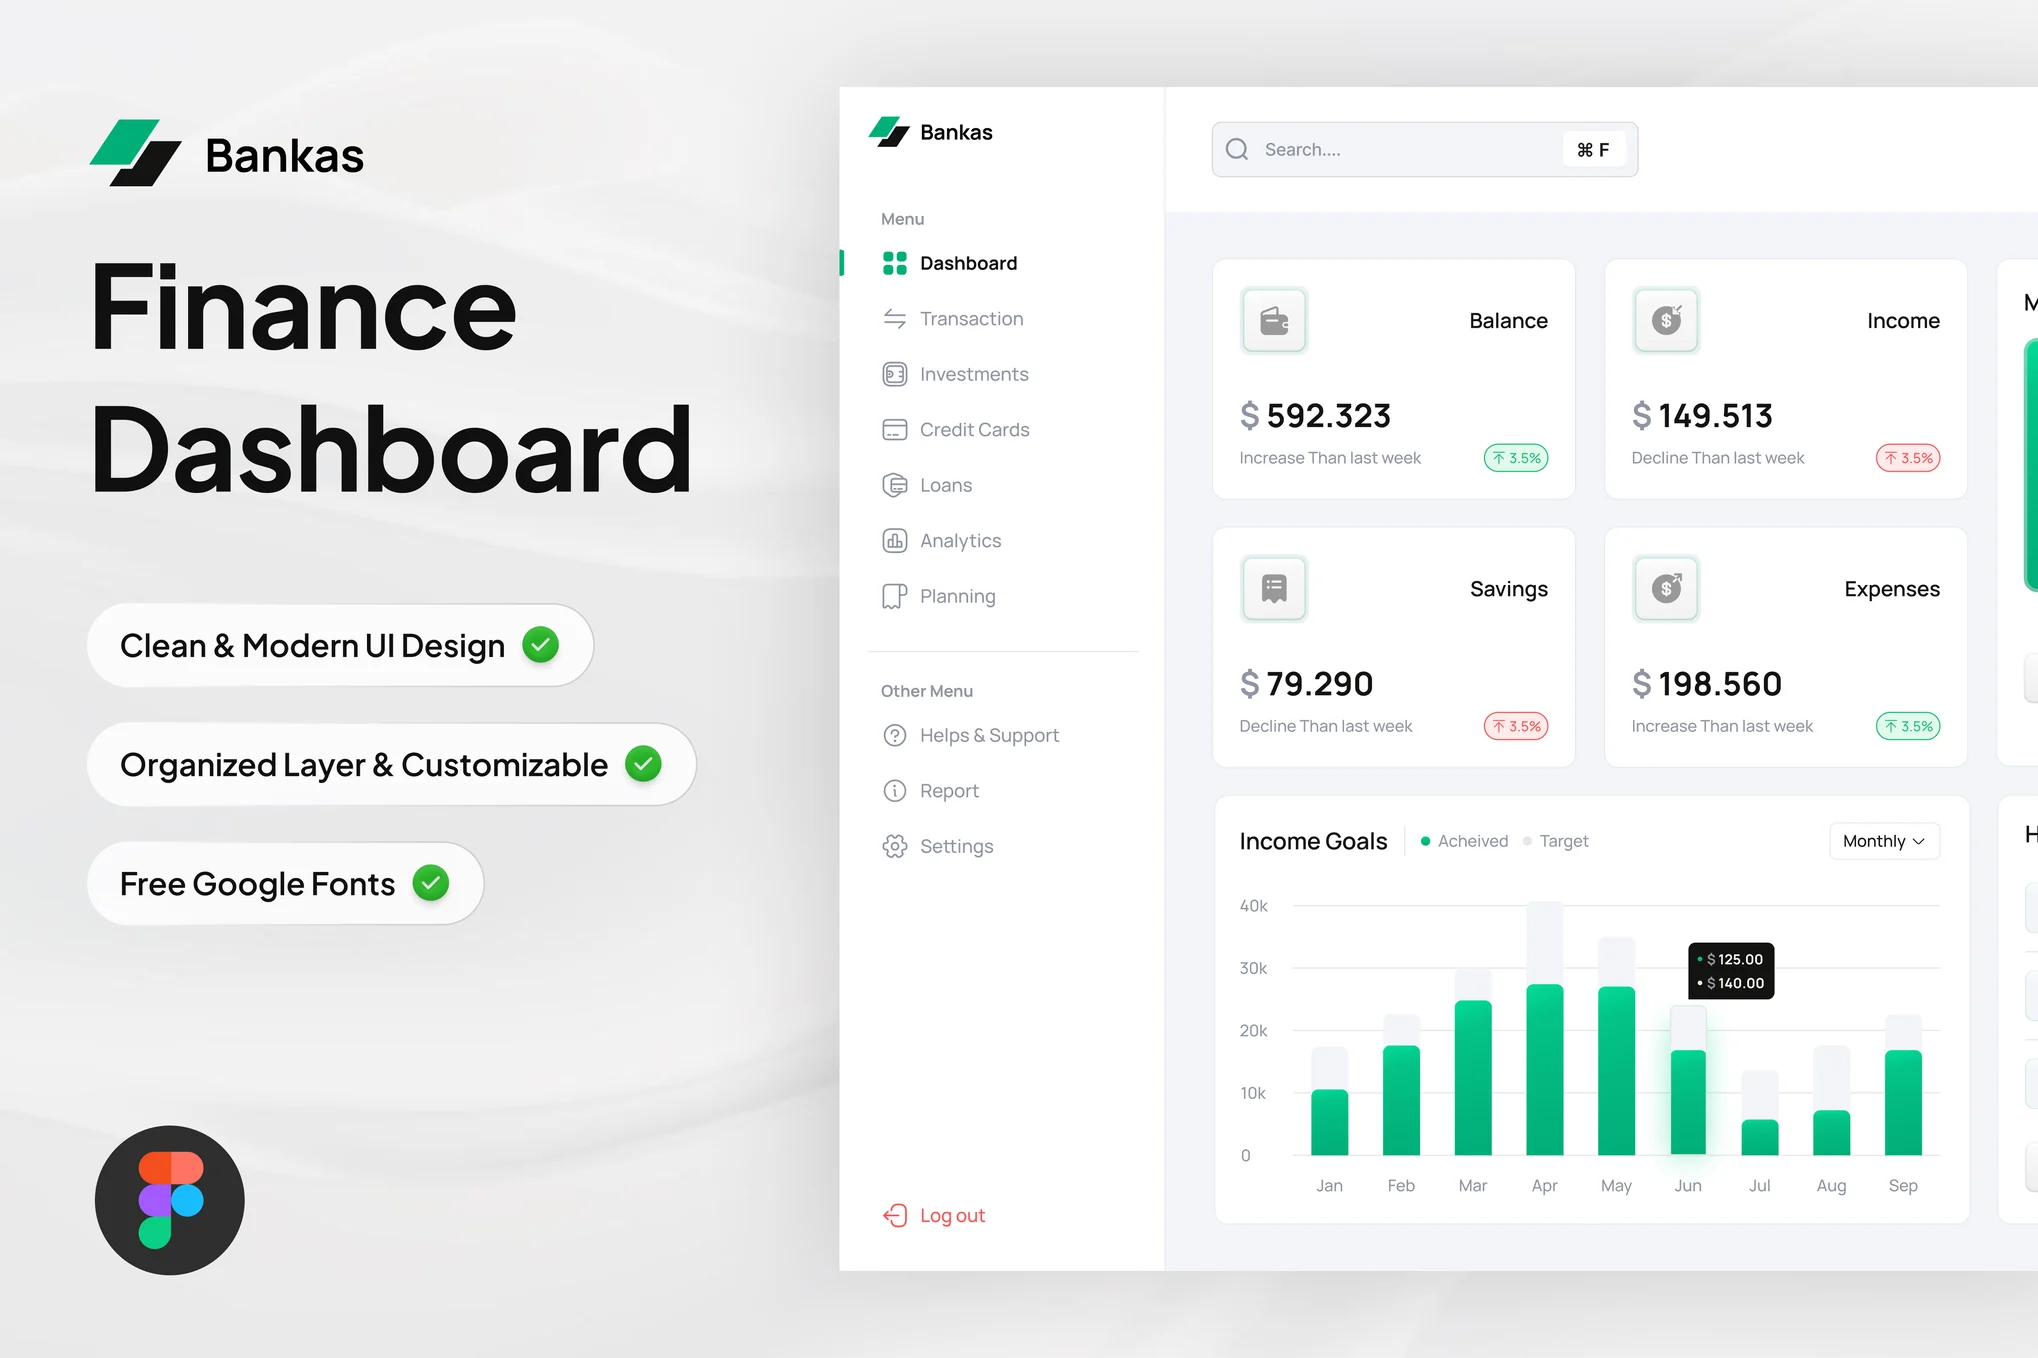 Bankas
Finance
Dashboard
Clean & Modern UI Design
Organized Layer & Customizable
Free Google Fonts
Bankas
Menu
Dashboard
Transaction
Investments
Credit Cards
Loans
Analytics
Planning
Other Menu
Helps & Support
Report
Settings
Log out
Search....
⌘ F
Balance
$ 592.323
Increase Than last week
3.5%
Income
$ 149.513
Decline Than last week
3.5%
Savings
$ 79.290
Decline Than last week
3.5%
Expenses
$ 198.560
Increase Than last week
3.5%
M
H
Income Goals
Acheived
Target
Monthly
40k
30k
20k
10k
0
$ 125.00
$ 140.00
Jan Feb Mar Apr May Jun Jul Aug Sep